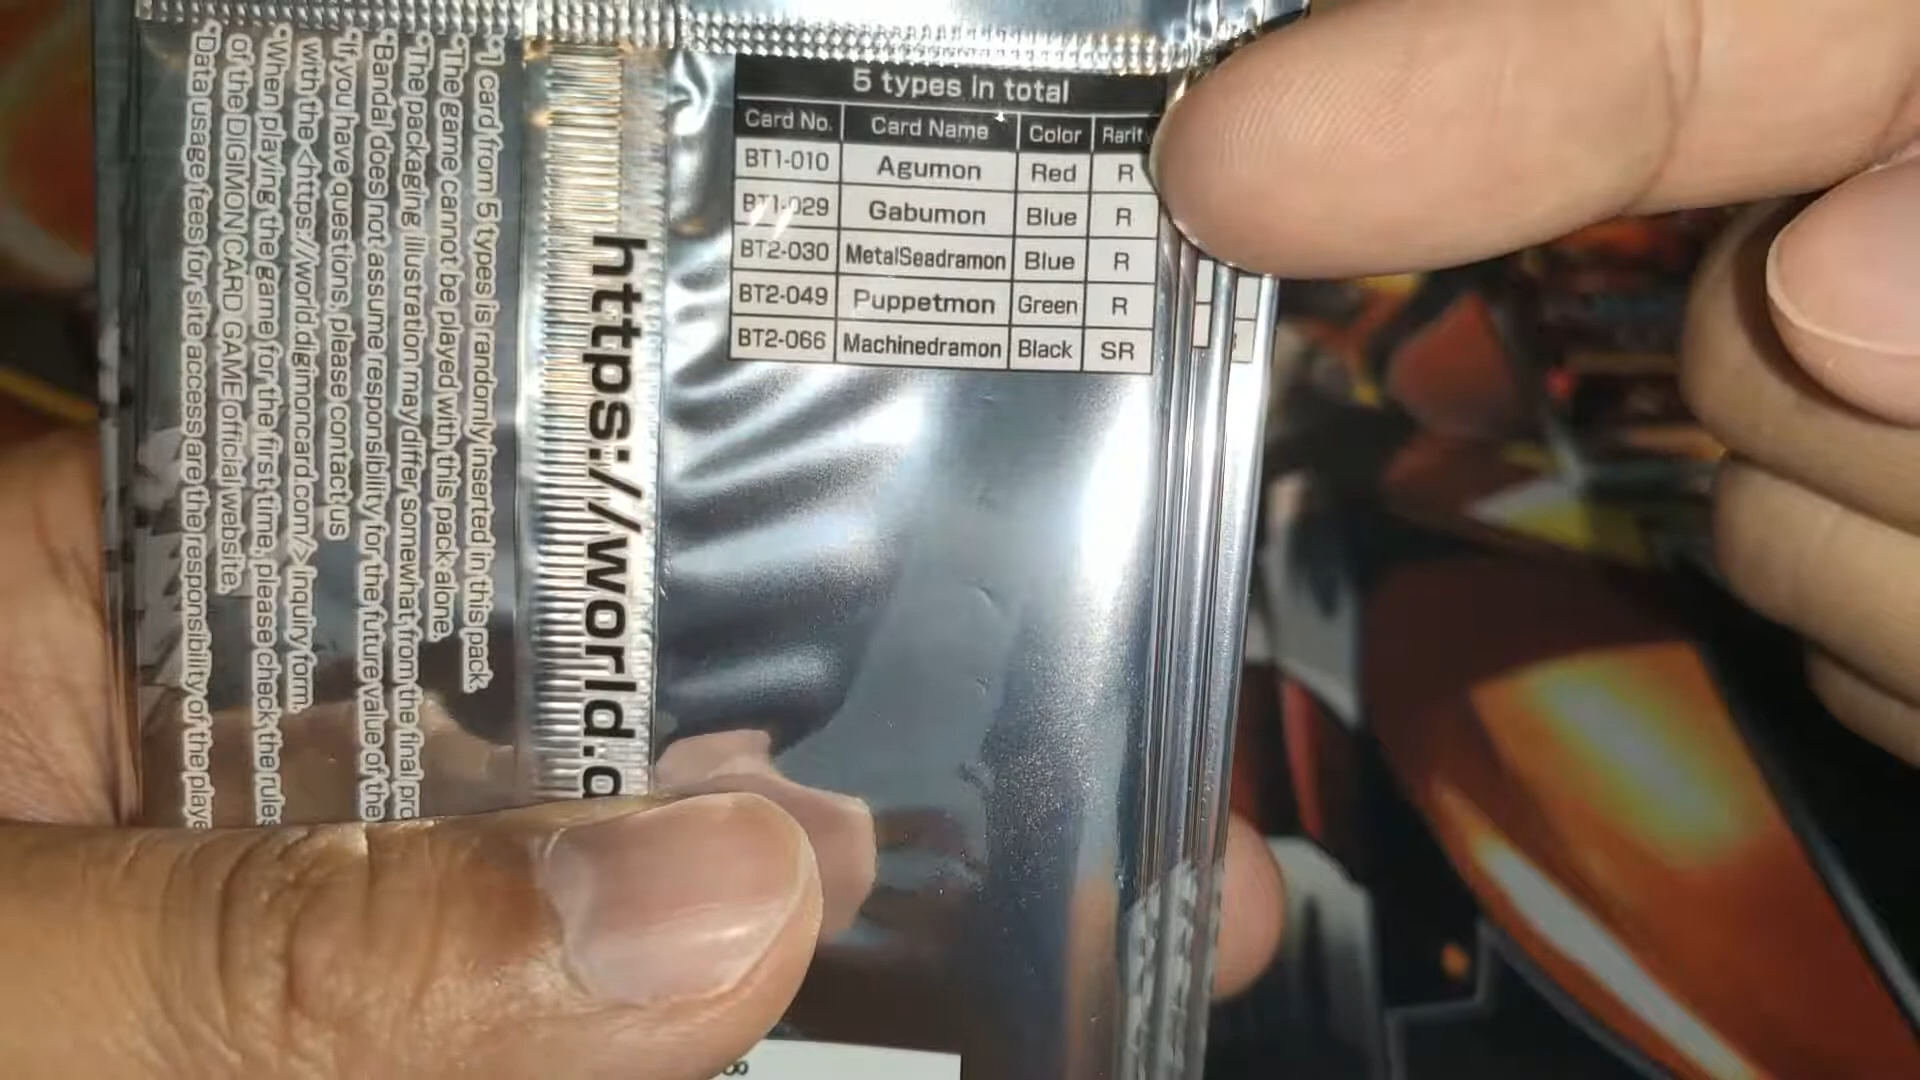 5 types in total
Card No. Card Name Color Rarit
BT1-010 Agumon Red R
BT1-029 Gabumon Blue R
BT2-030 MetalSeadramon Blue R
BT2-049 Puppetmon Green R
BT2-066 Machinedramon Black SR
https://world.d
*1 card from 5 types is randomly inserted in this pack.
*The game cannot be played with this pack alone.
*The packaging illustration may differ somewhat from the final pro
*Bandai does not assume responsibility for the future value of the
*If you have questions, please contact us
with the <https://world.digimoncard.com/> inquiry form.
*When playing the game for the first time, please check the rules
of the DIGIMON CARD GAME official website.
*Data usage fees for site access are the responsibility of the playe
8